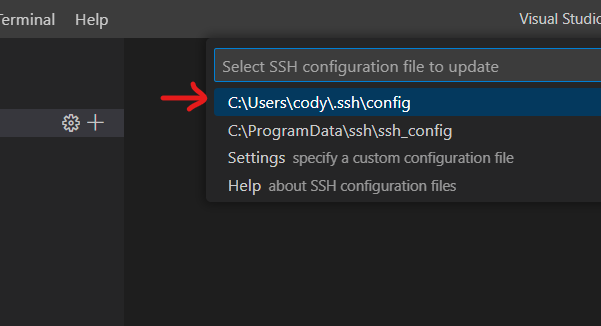 Terminal Help Visual Studio
Select SSH configuration file to update
C:\Users\cody\.ssh\config
C:\ProgramData\ssh\ssh_config
Settings specify a custom configuration file
Help about SSH configuration files